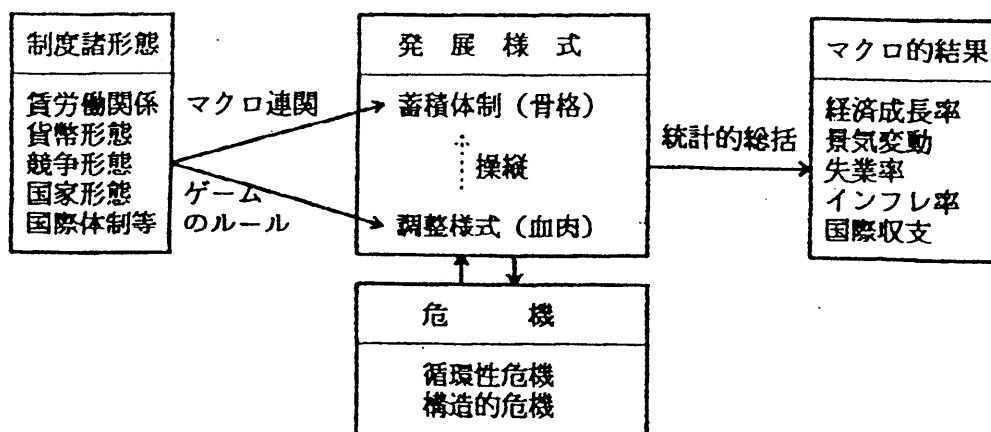 制度諸形態
賃労働関係
貨幣形態
競争形態
国家形態
国際体制等
マクロ連関
ゲーム
のルール
発展様式
蓄積体制（骨格）
操縦
調整様式（血肉）
統計的総括
マクロ的結果
経済成長率
景気変動
失業率
インフレ率
国際収支
危機
循環性危機
構造的危機